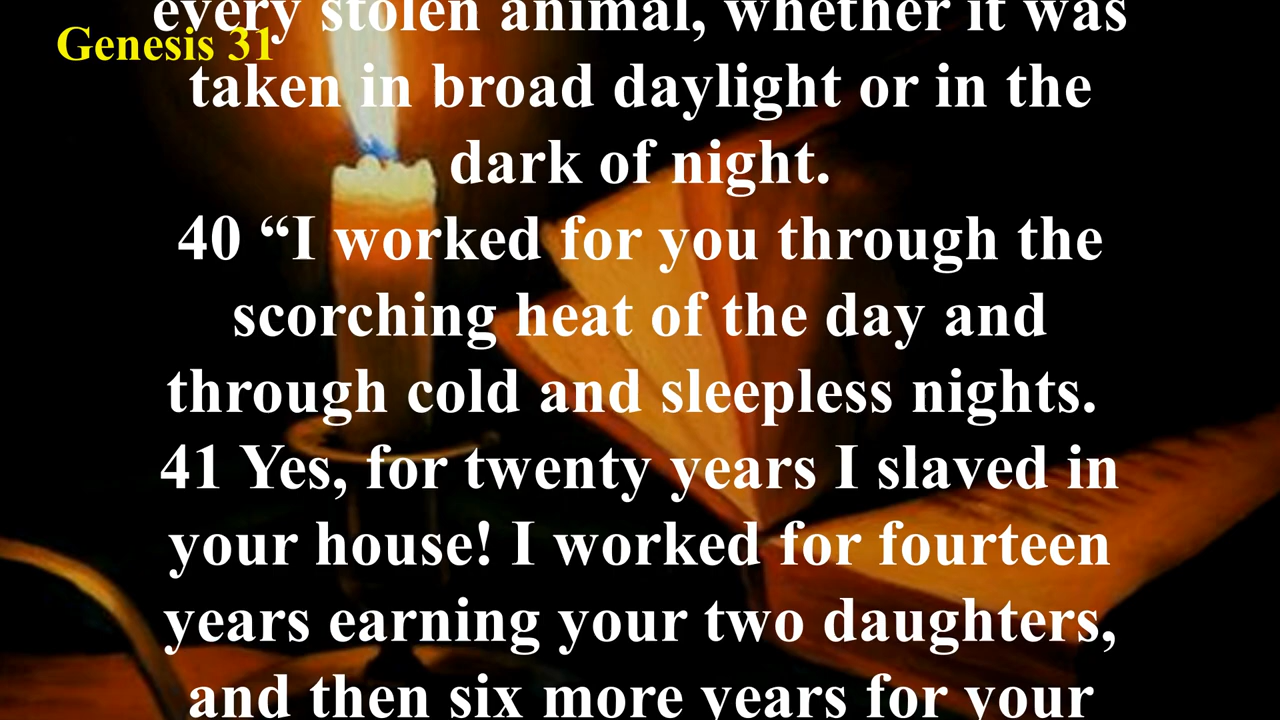 every stolen animal, whether it was
Genesis 31
taken in broad daylight or in the
dark of night.
40 “I worked for you through the
scorching heat of the day and
through cold and sleepless nights.
41 Yes, for twenty years I slaved in
your house! I worked for fourteen
years earning your two daughters,
and then six more years for your